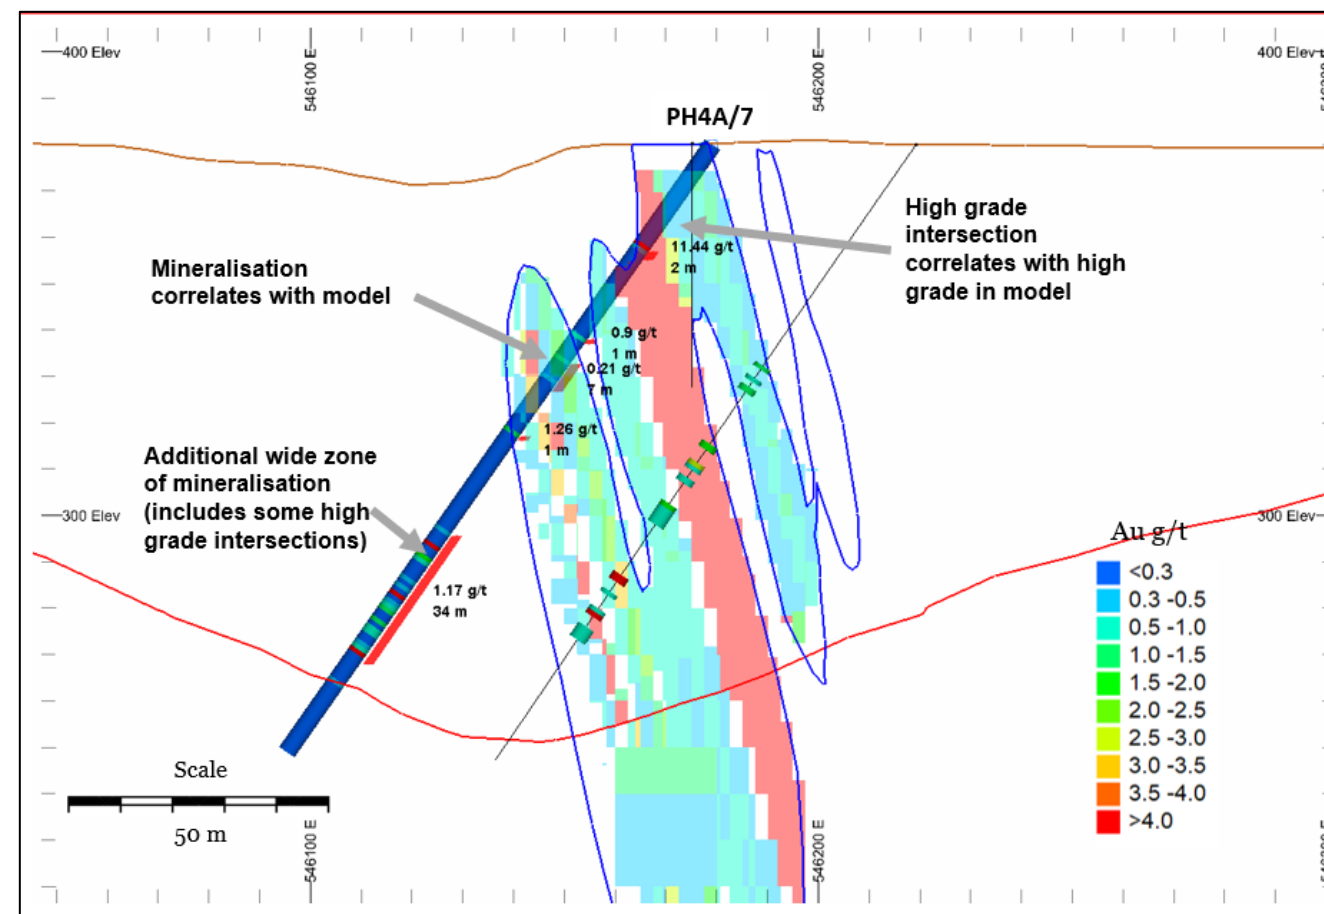 400 Elev
546100 E
546200 E
400 Elev
PH4A/7
High grade
intersection
correlates with high
grade in model
Mineralisation
correlates with model
11.44 g/t
2 m
0.9 g/t
1 m
0.21 g/t
7 m
1.26 g/t
1 m
Additional wide zone
of mineralisation
(includes some high
grade intersections)
300 Elev
300 Elev
1.17 g/t
34 m
Au g/t
<0.3
0.3 -0.5
0.5 -1.0
1.0 -1.5
1.5 -2.0
2.0 -2.5
2.5 -3.0
3.0 -3.5
3.5 -4.0
>4.0
Scale
50 m
546100 E
546200 E